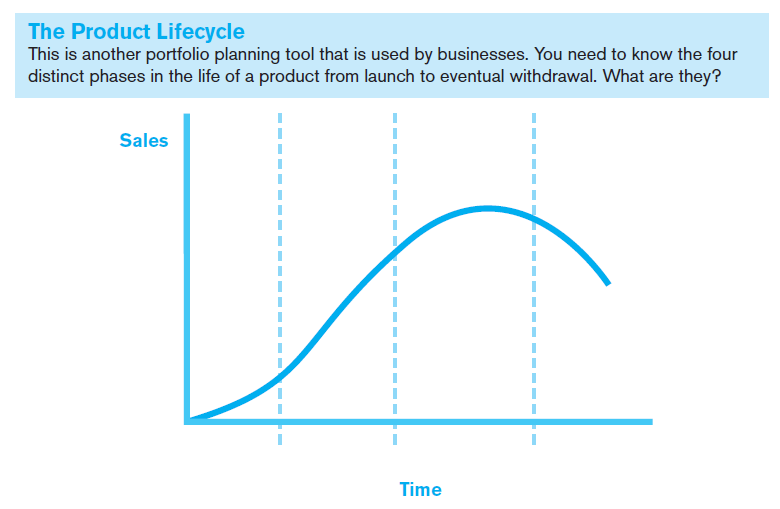 The Product Lifecycle
This is another portfolio planning tool that is used by businesses. You need to know the four
distinct phases in the life of a product from launch to eventual withdrawal. What are they?
Sales
Time